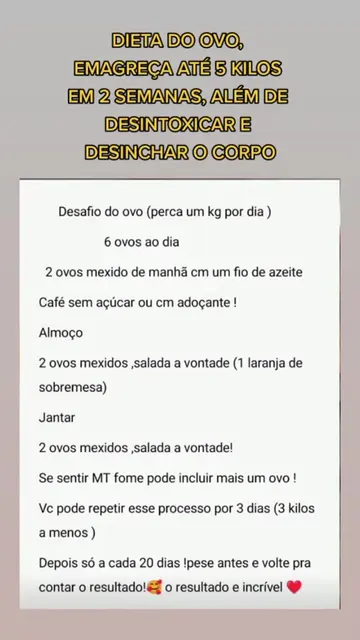 DIETA DO OVO,
EMAGREÇA ATÉ 5 KILOS
EM 2 SEMANAS, ALÉM DE
DESINTOXICAR E
DESINCHAR O CORPO
Desafio do ovo (perca um kg por dia )
6 ovos ao dia
2 ovos mexido de manhã cm um fio de azeite
Café sem açúcar ou cm adoçante !
Almoço
2 ovos mexidos ,salada a vontade (1 laranja de
sobremesa)
Jantar
2 ovos mexidos ,salada a vontade!
Se sentir MT fome pode incluir mais um ovo !
Vc pode repetir esse processo por 3 dias (3 kilos
a menos )
Depois só a cada 20 dias !pese antes e volte pra
contar o resultado!🥰 o resultado e incrível ❤️